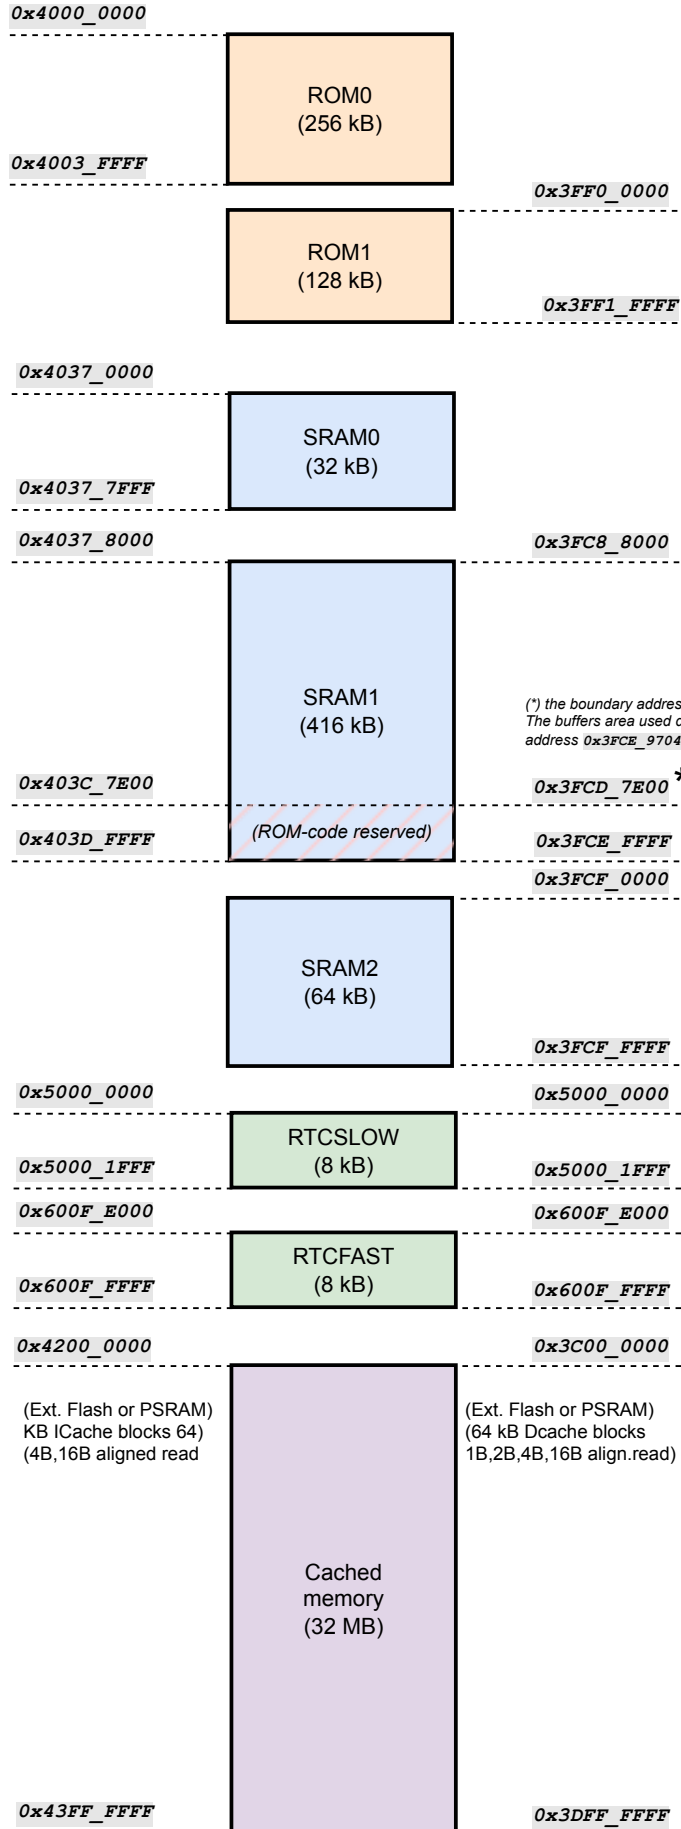 0x4000_0000
ROM0
(256 kB)
0x4003_FFFF
0x3FF0_0000
ROM1
(128 kB)
0x3FF1_FFFF
0x4037_0000
SRAM0
(32 kB)
0x4037_7FFF
0x4037_8000
0x3FC8_8000
SRAM1
(416 kB)
(*) the boundary addres
The buffers area used
address 0x3FCE_9704
0x403C_7E00
0x3FCD_7E00 *
(ROM-code reserved)
0x403D_FFFF
0x3FCE_FFFF
0x3FCF_0000
SRAM2
(64 kB)
0x3FCF_FFFF
0x5000_0000
0x5000_0000
RTCSLOW
(8 kB)
0x5000_1FFF
0x5000_1FFF
0x600F_E000
0x600F_E000
RTCFAST
(8 kB)
0x600F_FFFF
0x600F_FFFF
0x4200_0000
0x3C00_0000
(Ext. Flash or PSRAM)
KB ICache blocks 64)
(4B,16B aligned read
(Ext. Flash or PSRAM)
(64 kB Dcache blocks
1B,2B,4B,16B align.read)
Cached
memory
(32 MB)
0x43FF_FFFF
0x3DFF_FFFF